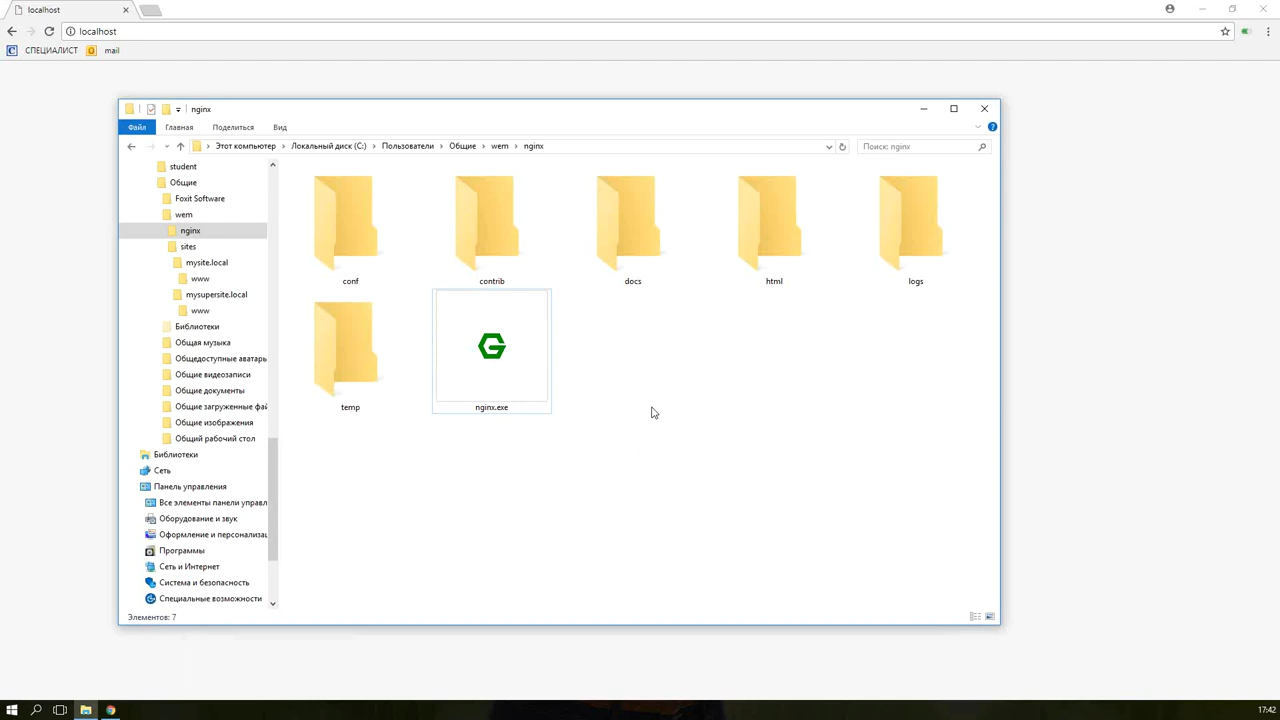 localhost
localhost
СПЕЦИАЛИСТ
mail
nginx
Файл
Главная
Поделиться
Вид
Этот компьютер > Локальный диск (C:) > Пользователи > Общие > wem > nginx
Поиск: nginx
student
Общие
Foxit Software
wem
nginx
sites
mysite.local
www
mysupersite.local
www
Библиотеки
Общая музыка
Общедоступные аватарь
Общие видеозаписи
Общие документы
Общие загруженные фай
Общие изображения
Общий рабочий стол
Библиотеки
Сеть
Панель управления
Все элементы панели управл
Оборудование и звук
Оформление и персонализац
Программы
Сеть и Интернет
Система и безопасность
Специальные возможности
conf
contrib
docs
html
logs
temp
nginx.exe
Элементов: 7
17:42